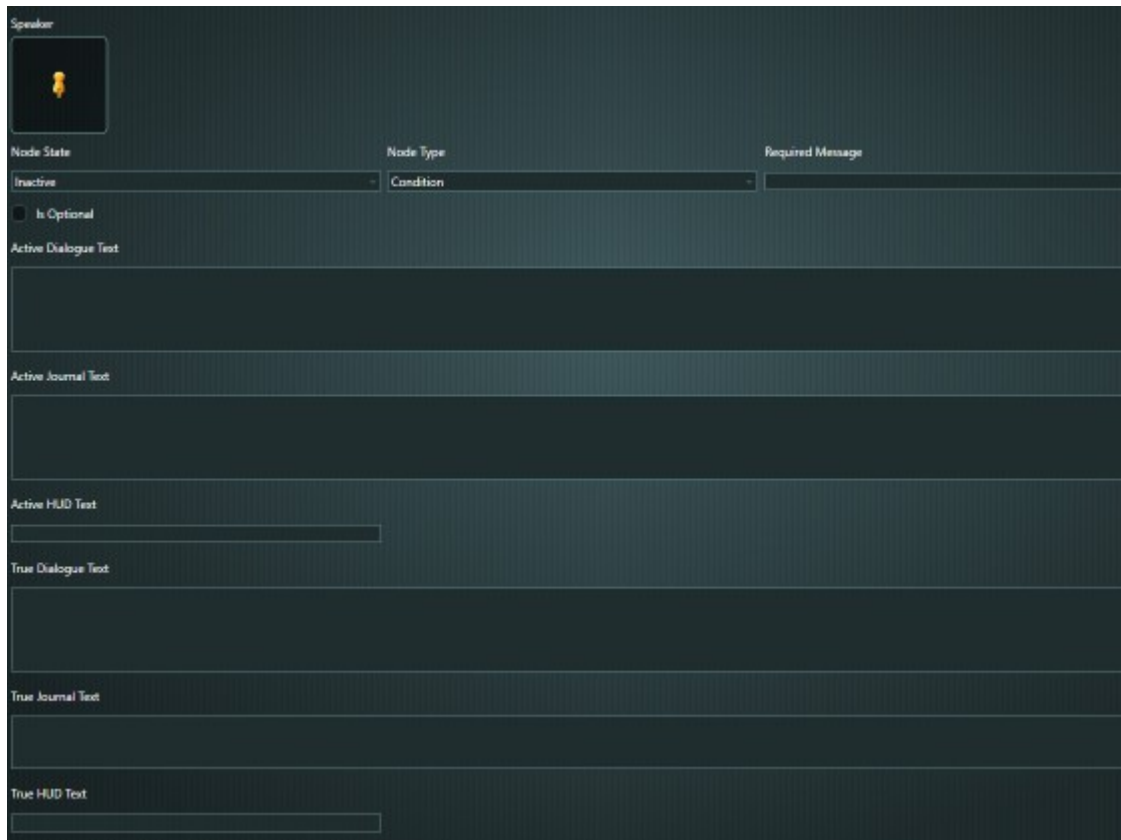 Speaker
Node State Node Type Required Message
Inactive Condition
Is Optional
Active Dialogue Text
Active Journal Text
Active HUD Text
True Dialogue Text
True Journal Text
True HUD Text